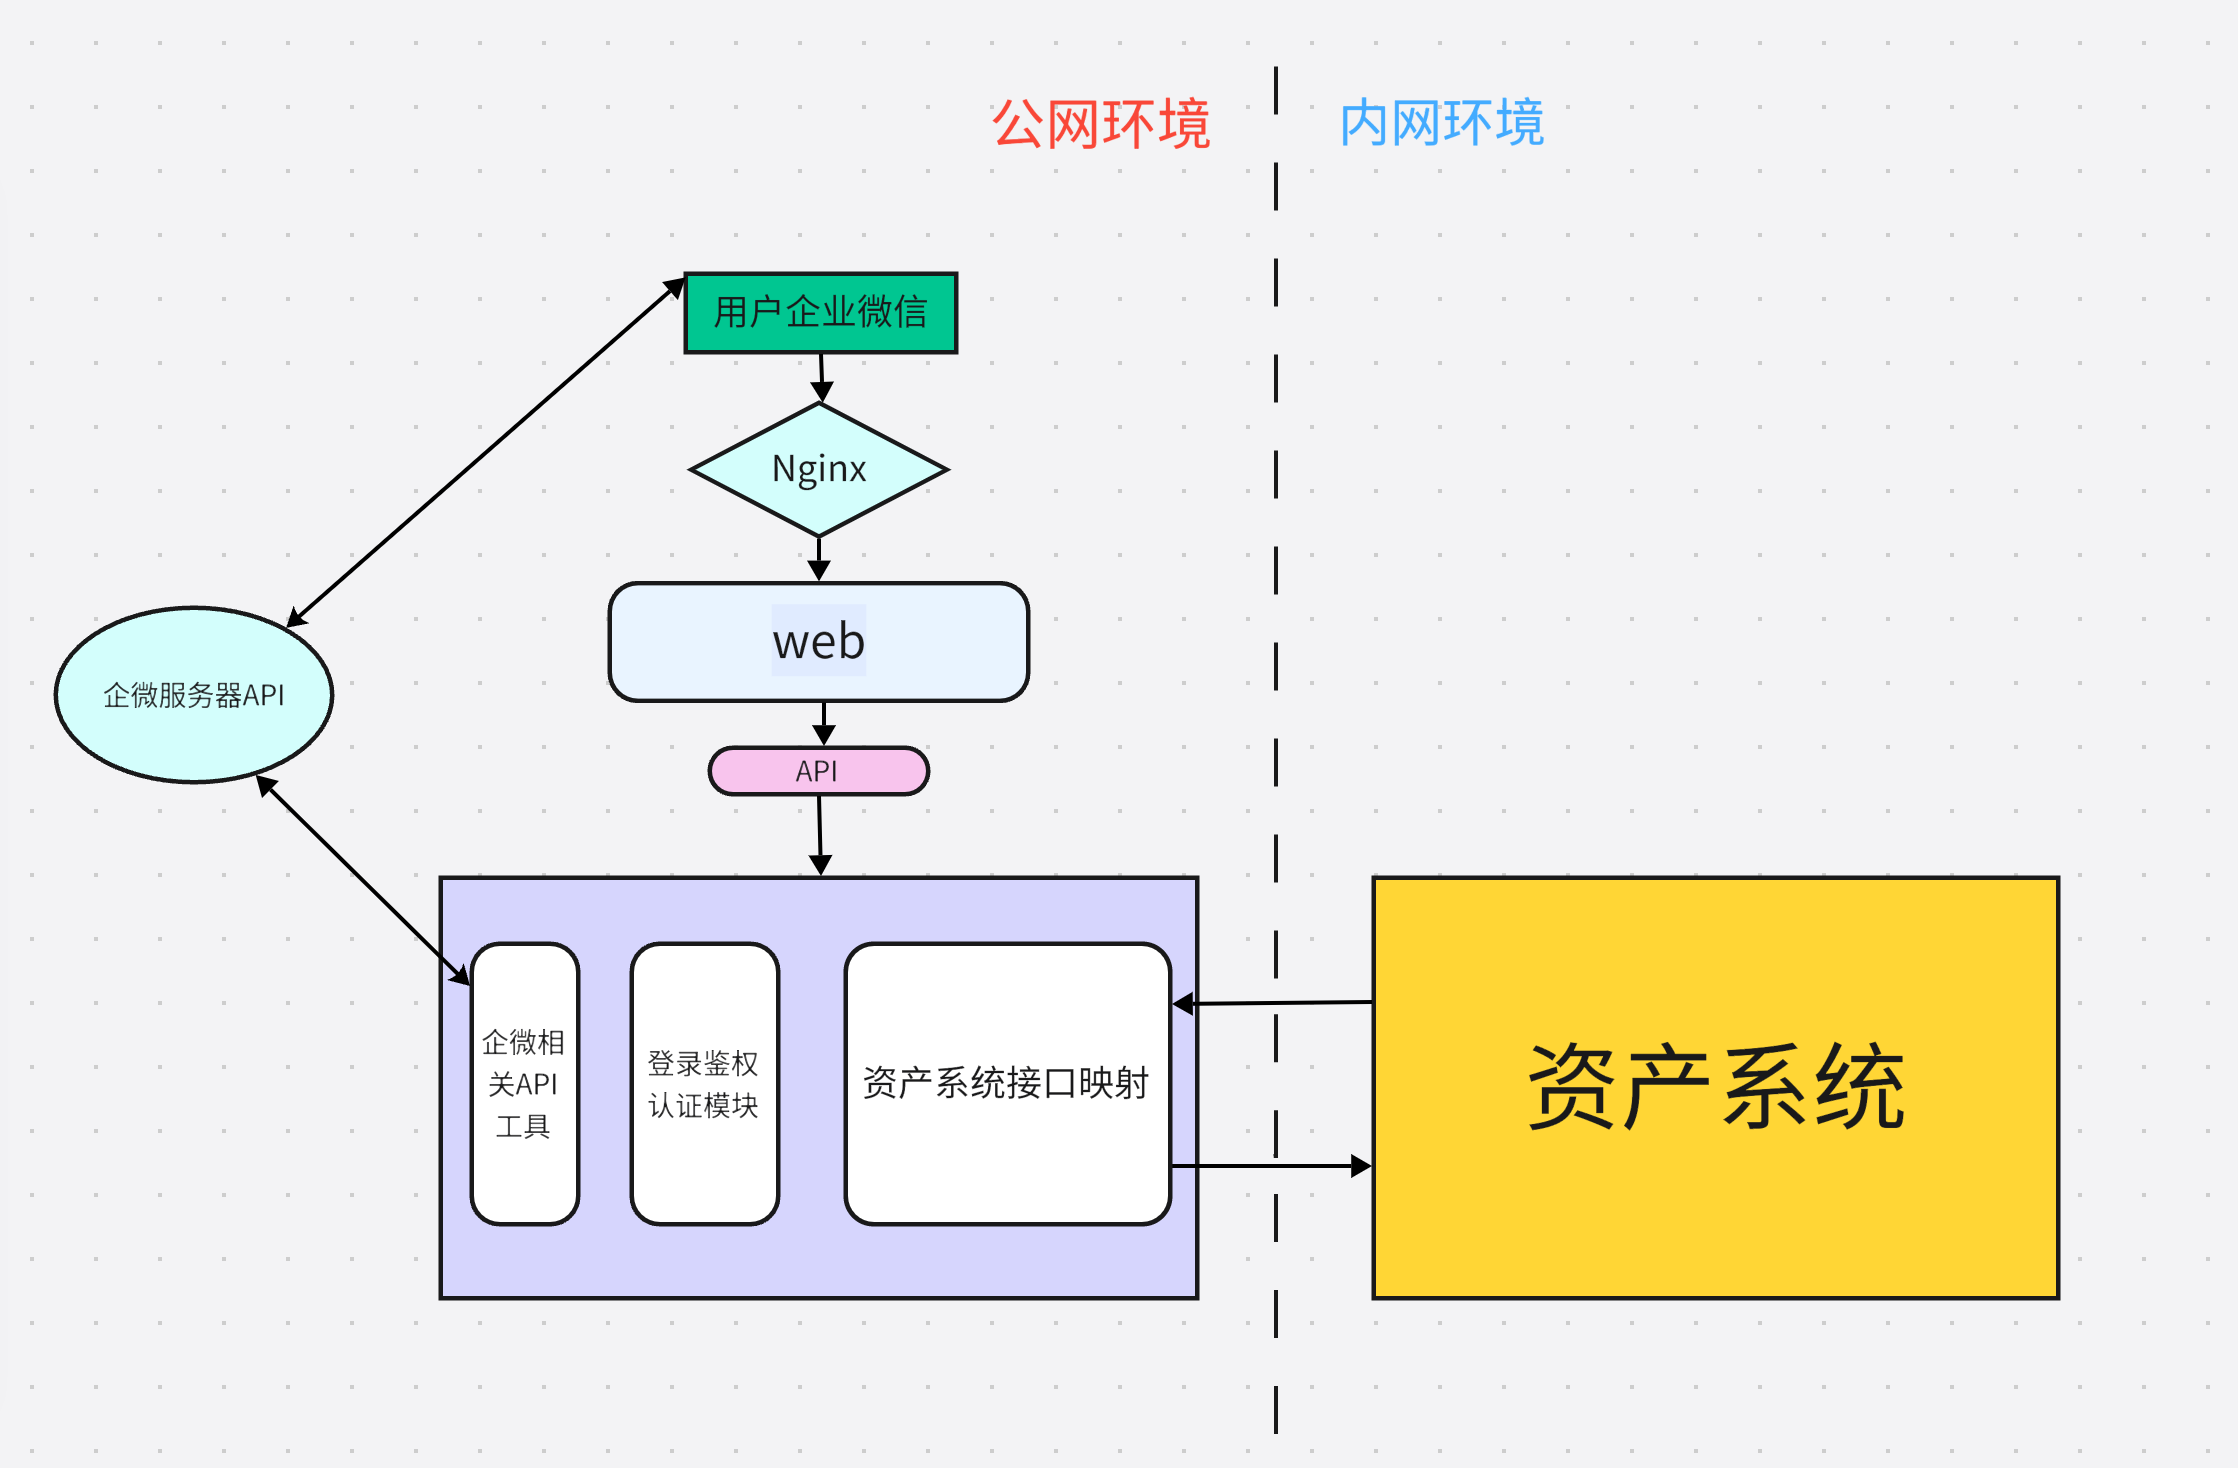 公网环境
内网环境
用户企业微信
Nginx
web
企微服务器API
API
企微相
关API
工具
登录鉴权
认证模块
资产系统接口映射
资产系统